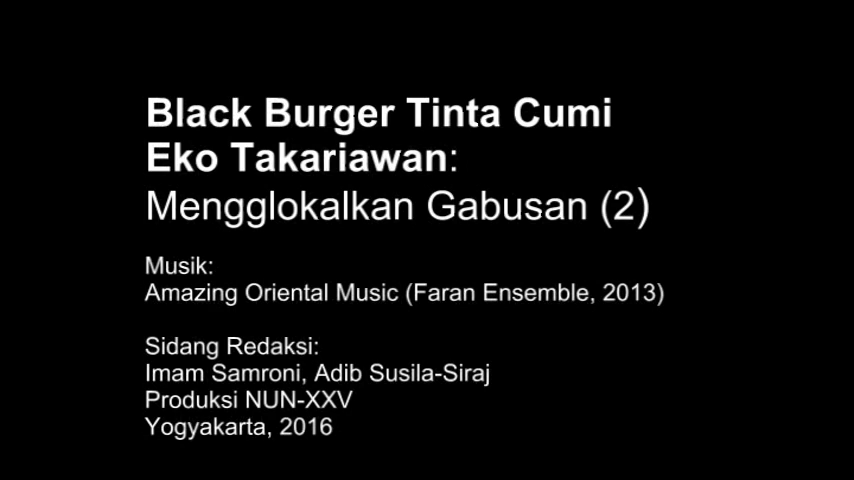 Black Burger Tinta Cumi
Eko Takariawan:
Mengglokalkan Gabusan (2)
Musik:
Amazing Oriental Music (Faran Ensemble, 2013)
Sidang Redaksi:
Imam Samroni, Adib Susila-Siraj
Produksi NUN-XXV
Yogyakarta, 2016